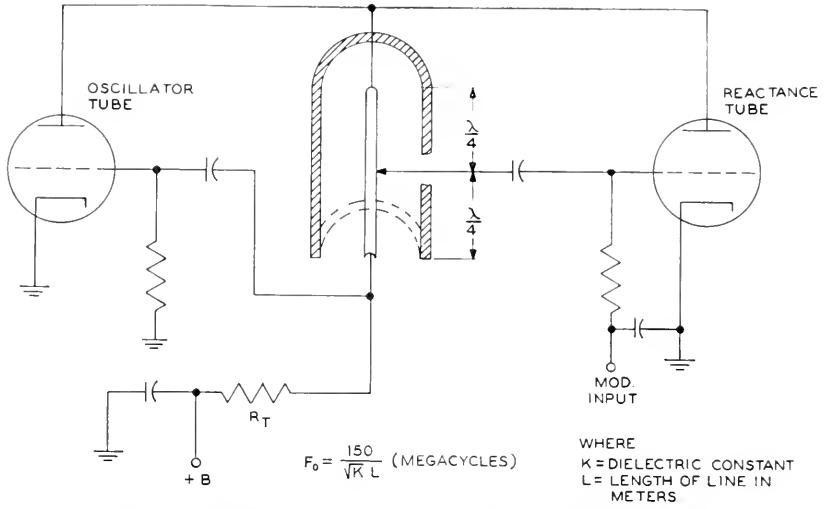 OSCILLATOR
TUBE
REACTANCE
TUBE
λ/4
λ/4
R_T
+ B
MOD.
INPUT
F₀ = 150 / √K L (MEGACYCLES)
WHERE
K = DIELECTRIC CONSTANT
L = LENGTH OF LINE IN
METERS